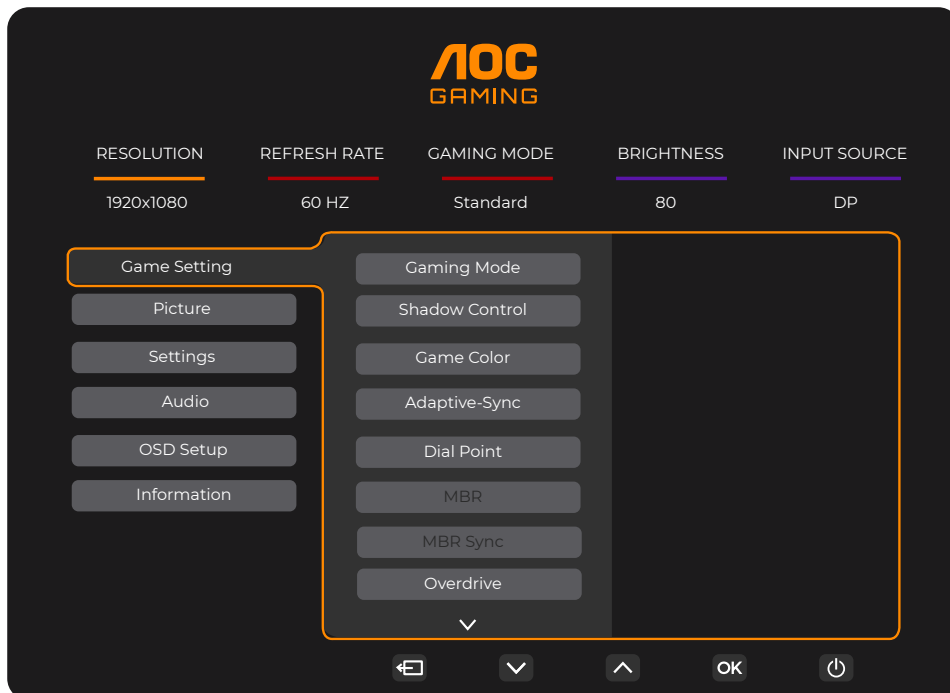 AOC
GAMING
RESOLUTION REFRESH RATE GAMING MODE BRIGHTNESS INPUT SOURCE
1920x1080 60 HZ Standard 80 DP
Game Setting
Picture
Settings
Audio
OSD Setup
Information
Gaming Mode
Shadow Control
Game Color
Adaptive-Sync
Dial Point
MBR
MBR Sync
Overdrive
OK